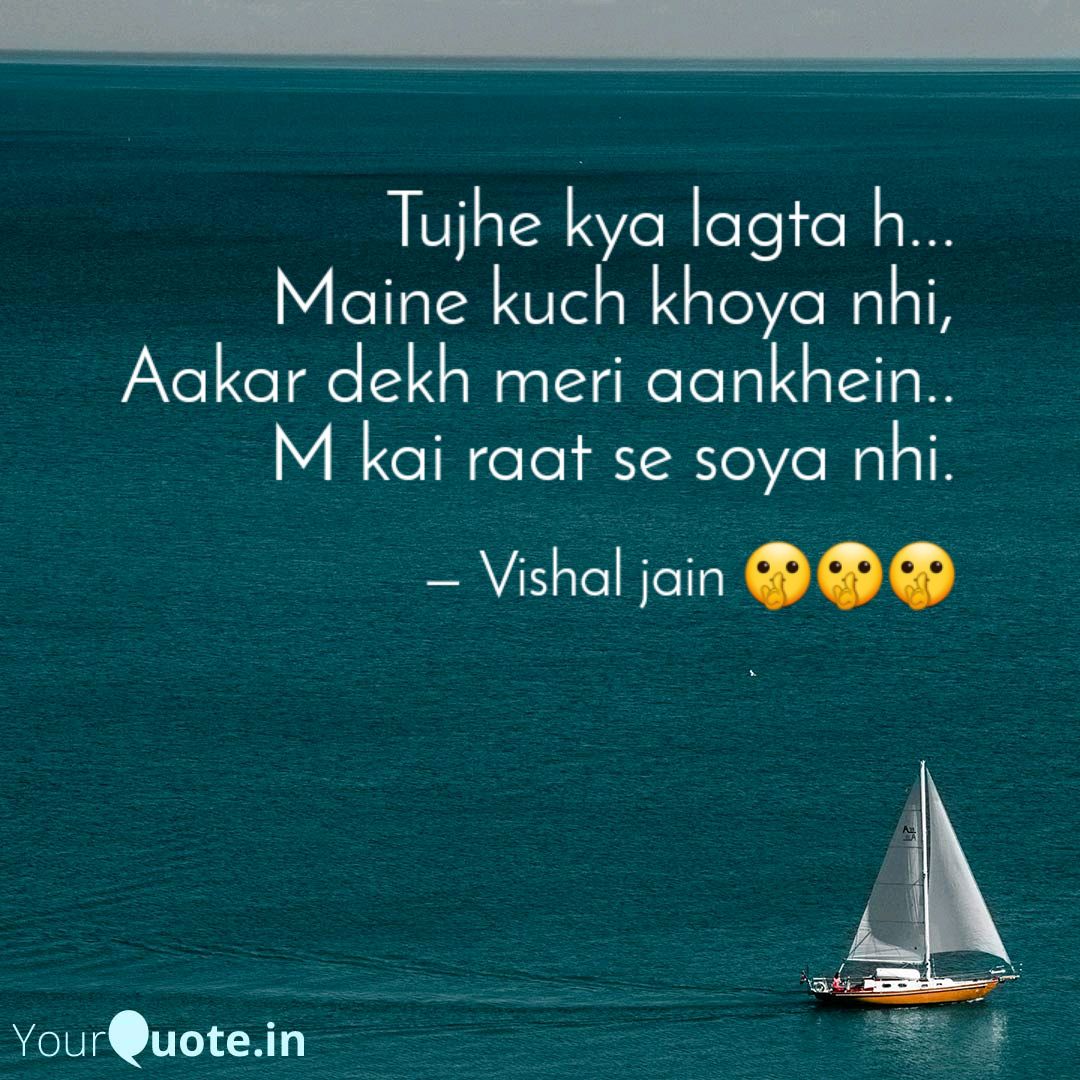 Tujhe kya lagta h...
Maine kuch khoya nhi,
Aakar dekh meri aankhein..
M kai raat se soya nhi.
– Vishal jain 🤫🤫🤫
YourQuote.in